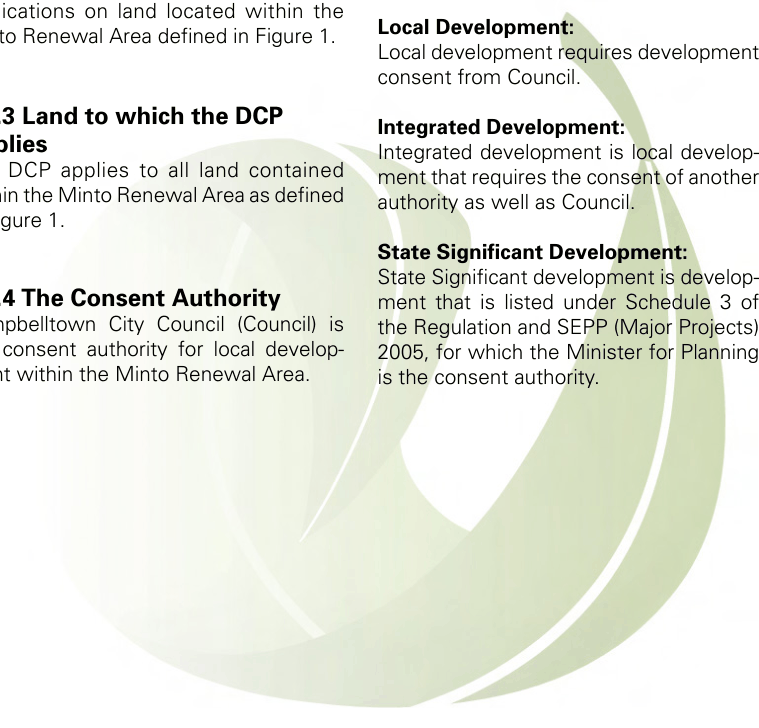 ications on land located within the
to Renewal Area defined in Figure 1.
.3 Land to which the DCP
plies
DCP applies to all land contained
in the Minto Renewal Area as defined
gure 1.
.4 The Consent Authority
mpbelltown City Council (Council) is
consent authority for local develop-
nt within the Minto Renewal Area.
Local Development:
Local development requires development
consent from Council.
Integrated Development:
Integrated development is local develop-
ment that requires the consent of another
authority as well as Council.
State Significant Development:
State Significant development is develop-
ment that is listed under Schedule 3 of
the Regulation and SEPP (Major Projects)
2005, for which the Minister for Planning
is the consent authority.